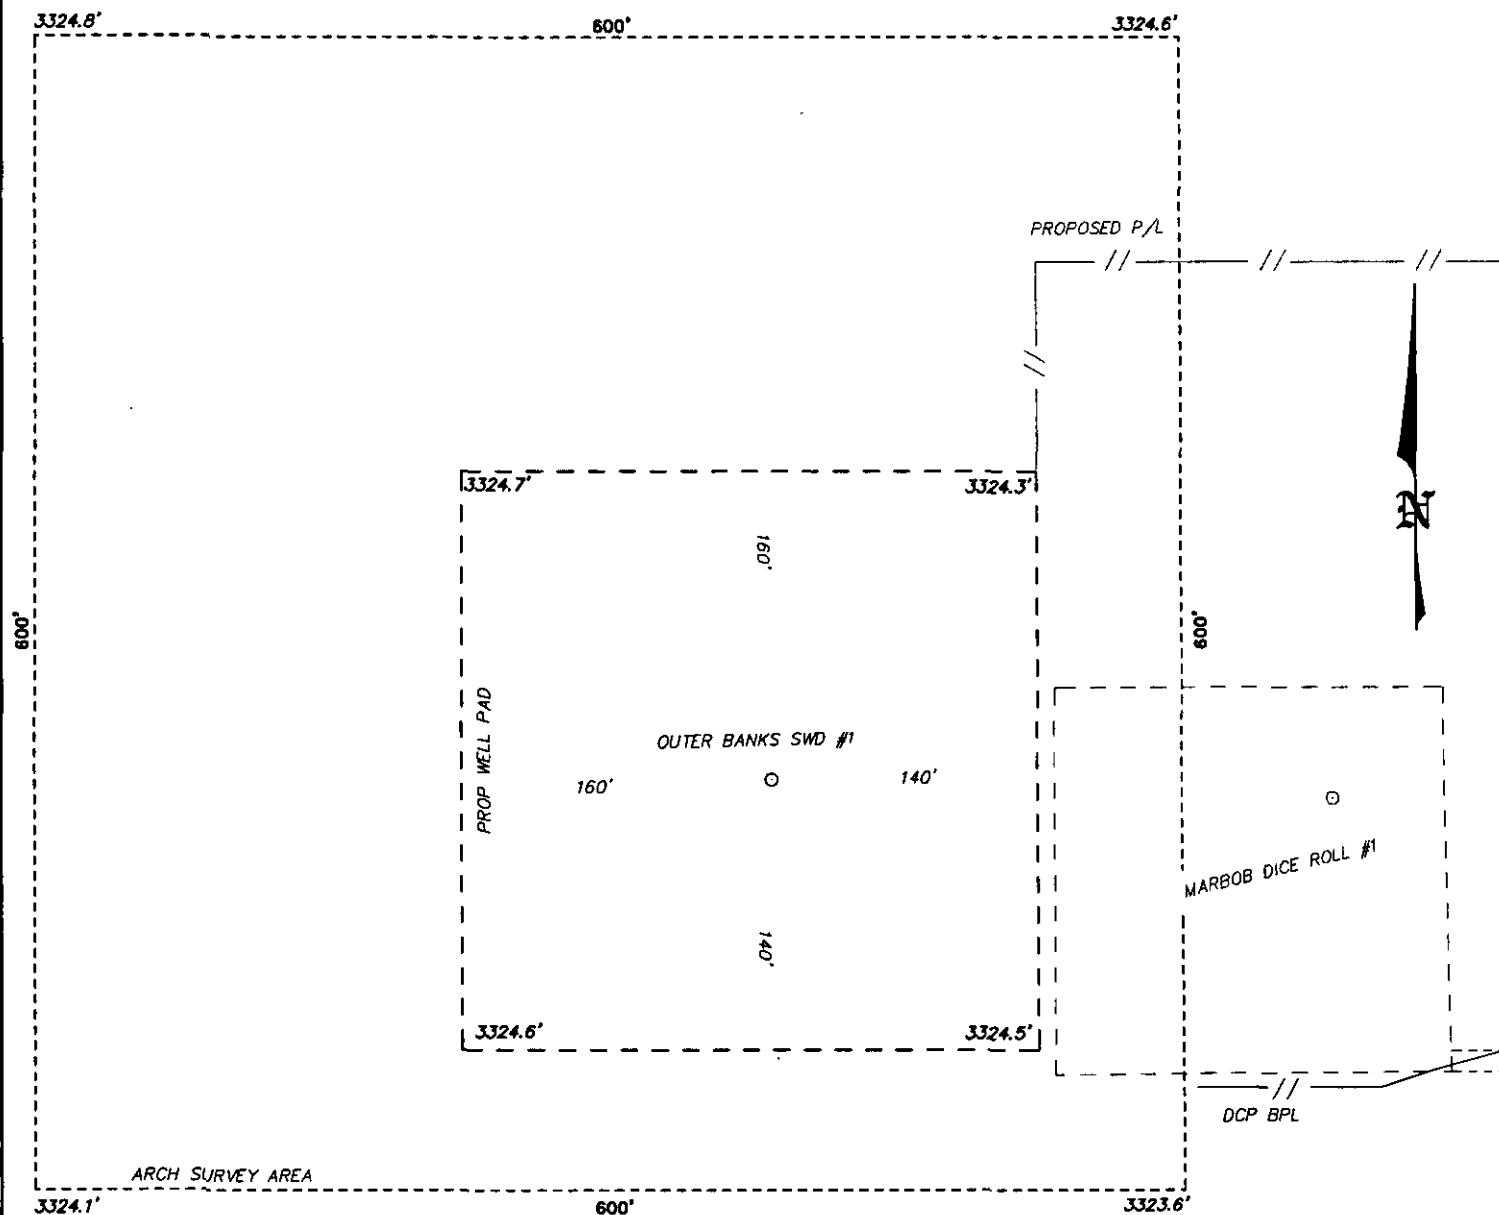 3324.8' 600' 3324.6'
PROPOSED P/L
N
3324.7' 3324.3'
160'
600'
600'
PROP WELL PAD
OUTER BANKS SWD #1
160' 140'
MARBOB DICE ROLL #1
140'
3324.6' 3324.5'
DCP BPL
ARCH SURVEY AREA
3324.1' 600' 3323.6'